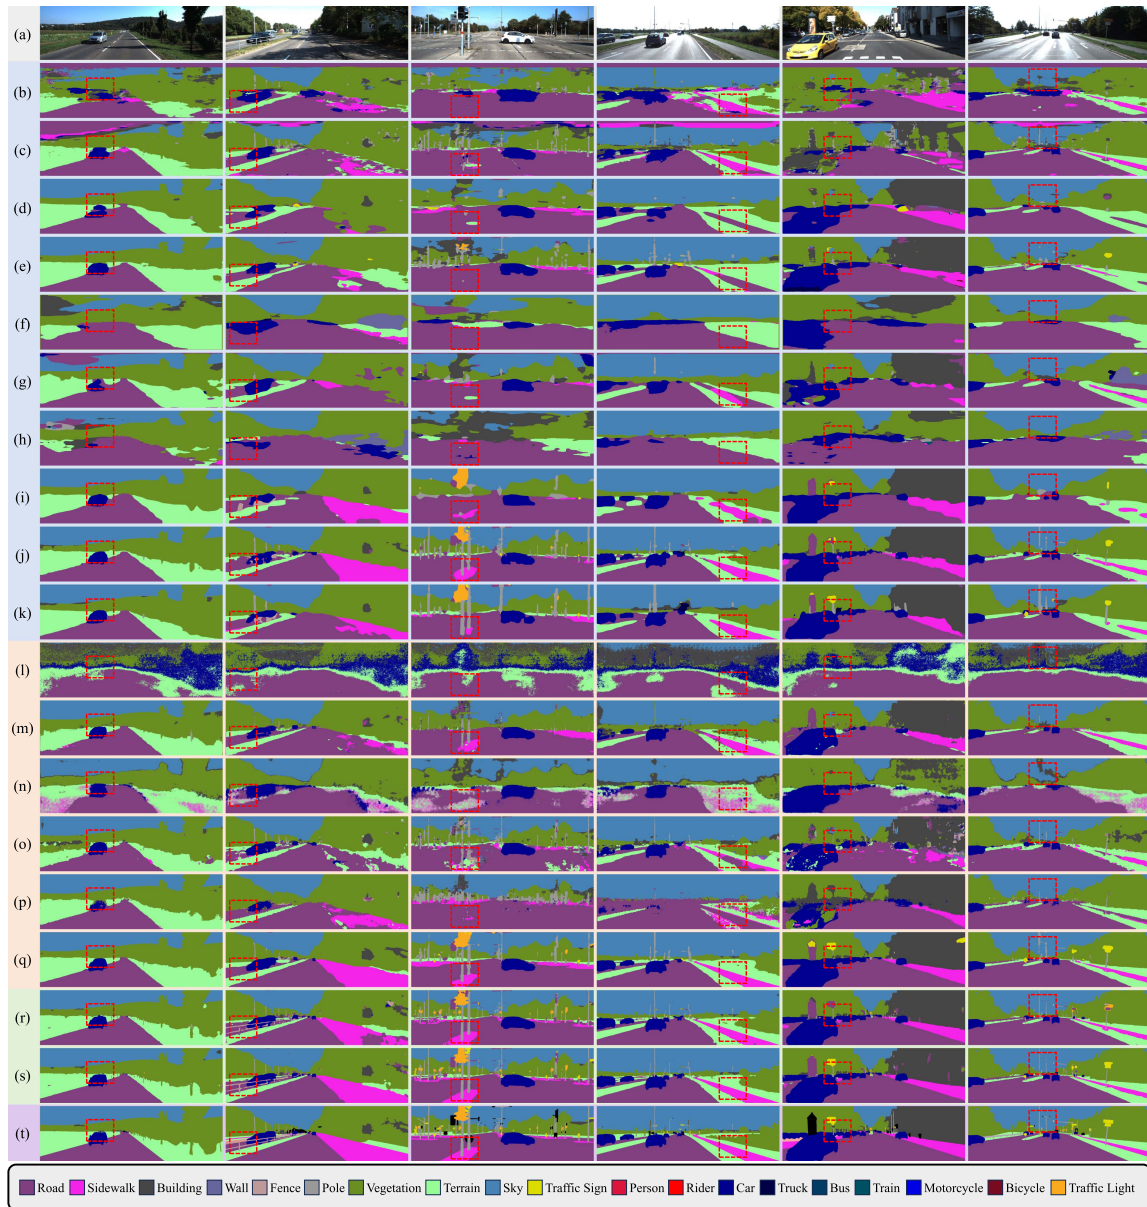 (a)
(b)
(c)
(d)
(e)
(f)
(g)
(h)
(i)
(j)
(k)
(l)
(m)
(n)
(o)
(p)
(q)
(r)
(s)
(t)
Road Sidewalk Building Wall Fence Pole Vegetation Terrain Sky Traffic Sign Person Rider Car Truck Bus Train Motorcycle Bicycle Traffic Light